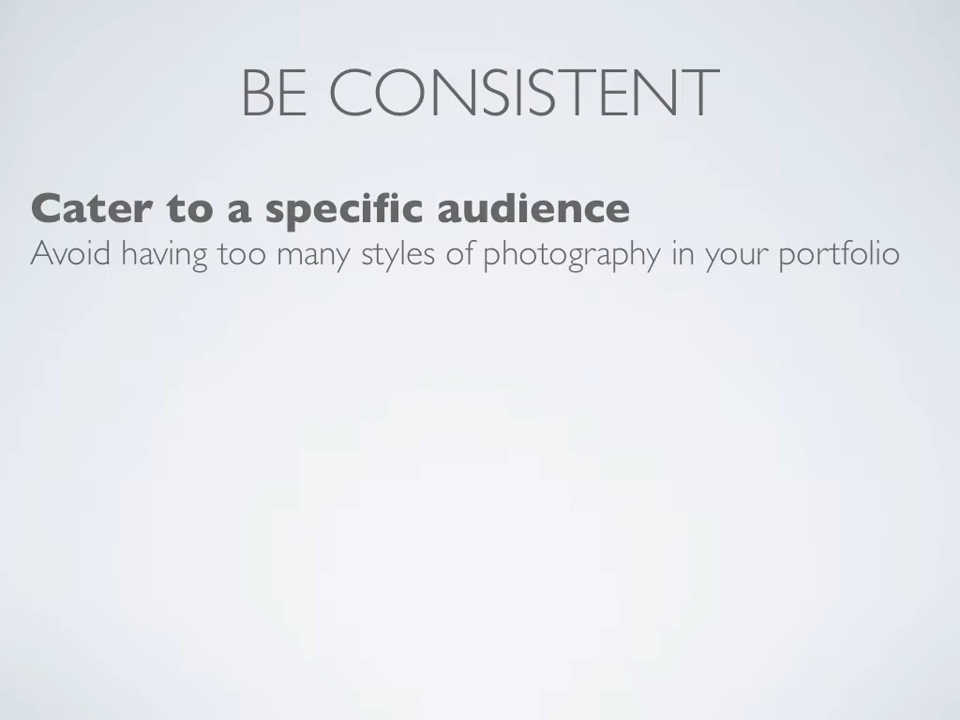 BE CONSISTENT
Cater to a specific audience
Avoid having too many styles of photography in your portfolio